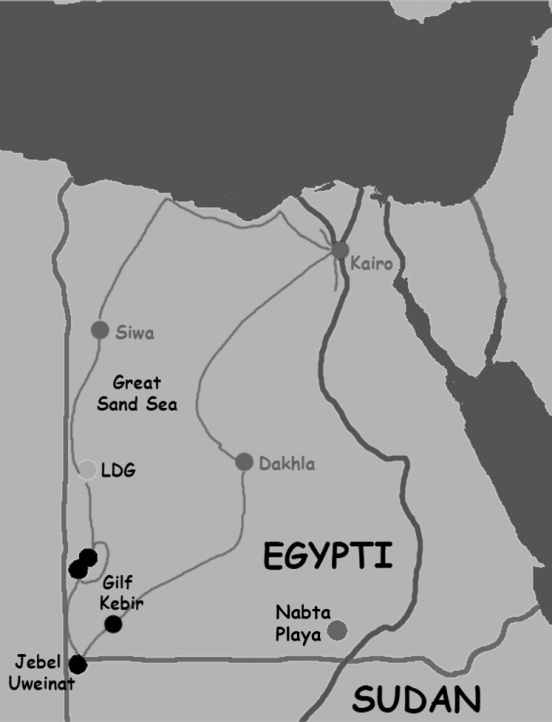 Kairo
Siwa
Great
Sand Sea
LDG
Dakhla
EGYPTI
Gilf
Kebir
Nabta
Playa
Jebel
Uweinat
SUDAN